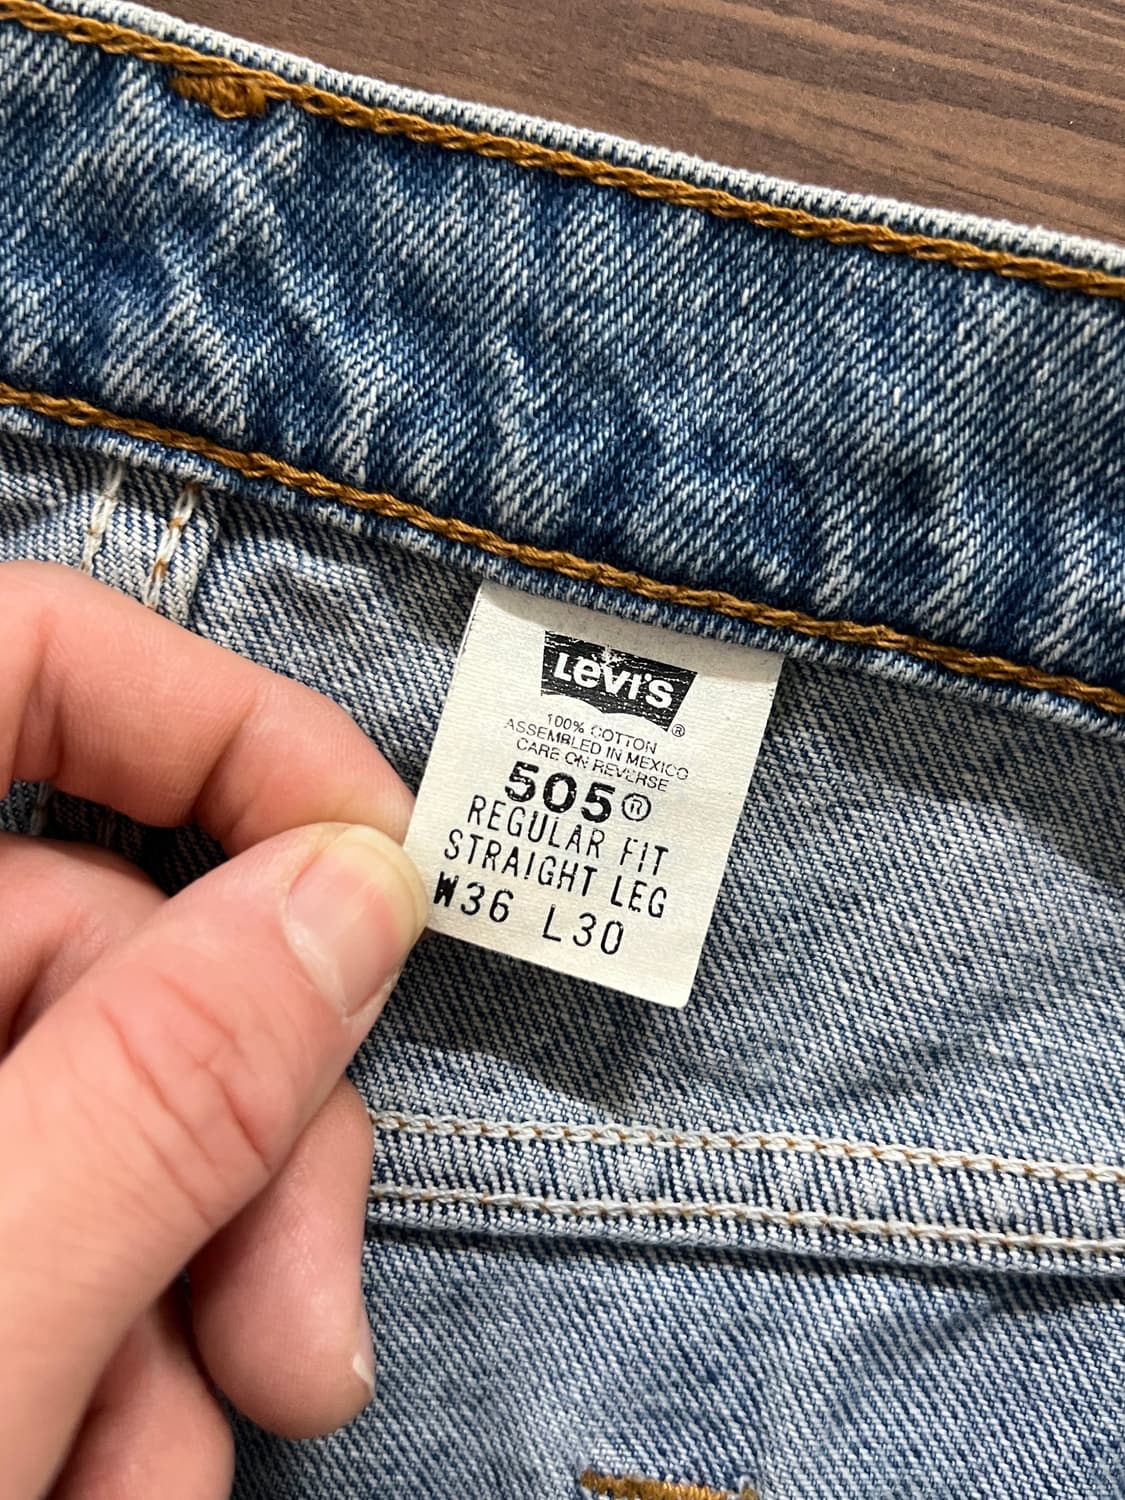 Levi's®
100% COTTON
ASSEMBLED IN MEXICO
CARE ON REVERSE
505®
REGULAR FIT
STRAIGHT LEG
W36 L30